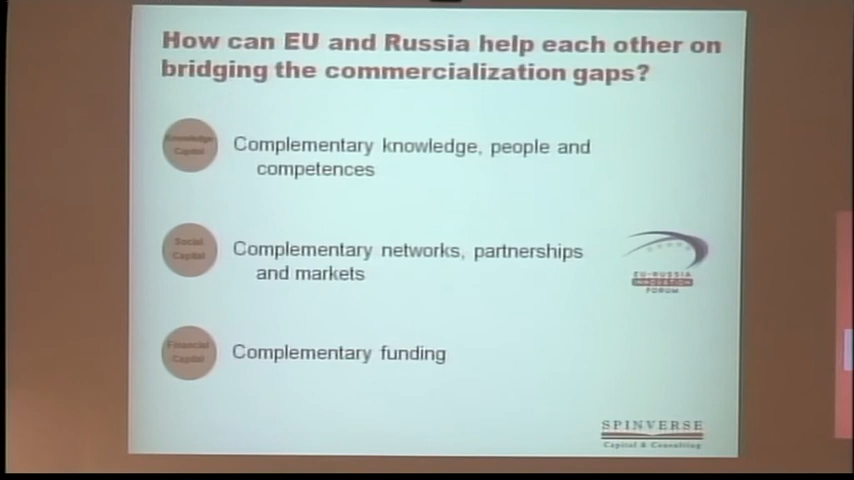 How can EU and Russia help each other on
bridging the commercialization gaps?
Knowledge
Capital
Complementary knowledge, people and
competences
Social
Capital
Complementary networks, partnerships
and markets
EU-RUSSIA
INNOVATION
FORUM
Financial
Capital
Complementary funding
SPINVERSE
Capital & Consulting